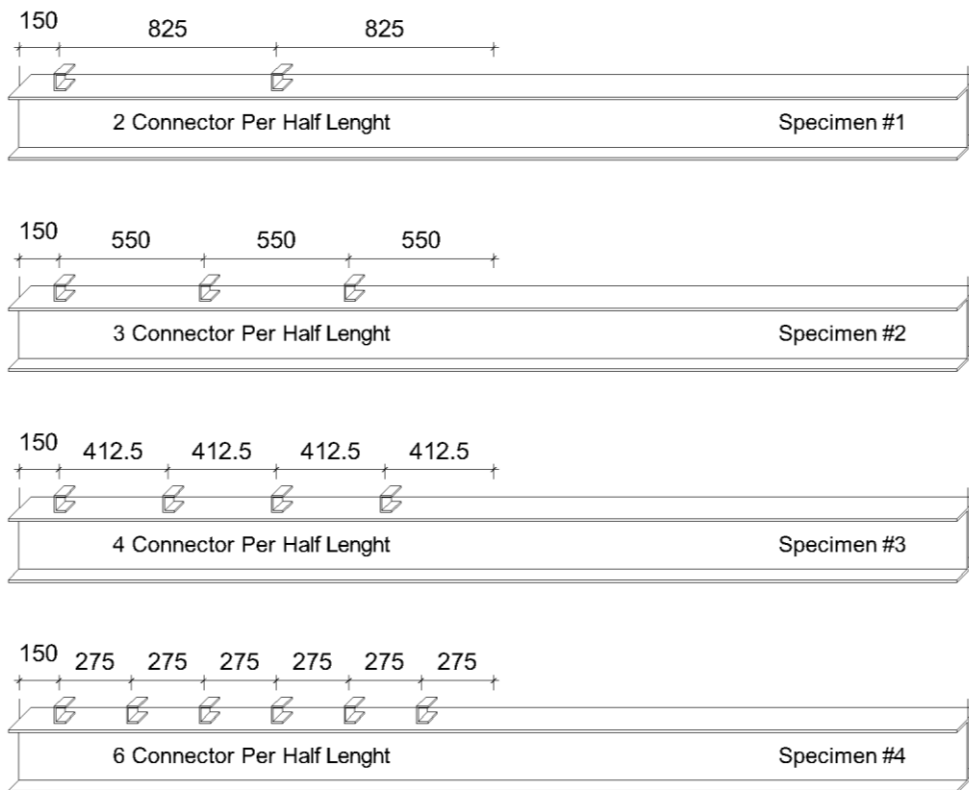 150 825 825
2 Connector Per Half Lenght Specimen #1
150 550 550 550
3 Connector Per Half Lenght Specimen #2
150 412.5 412.5 412.5 412.5
4 Connector Per Half Lenght Specimen #3
150 275 275 275 275 275 275
6 Connector Per Half Lenght Specimen #4